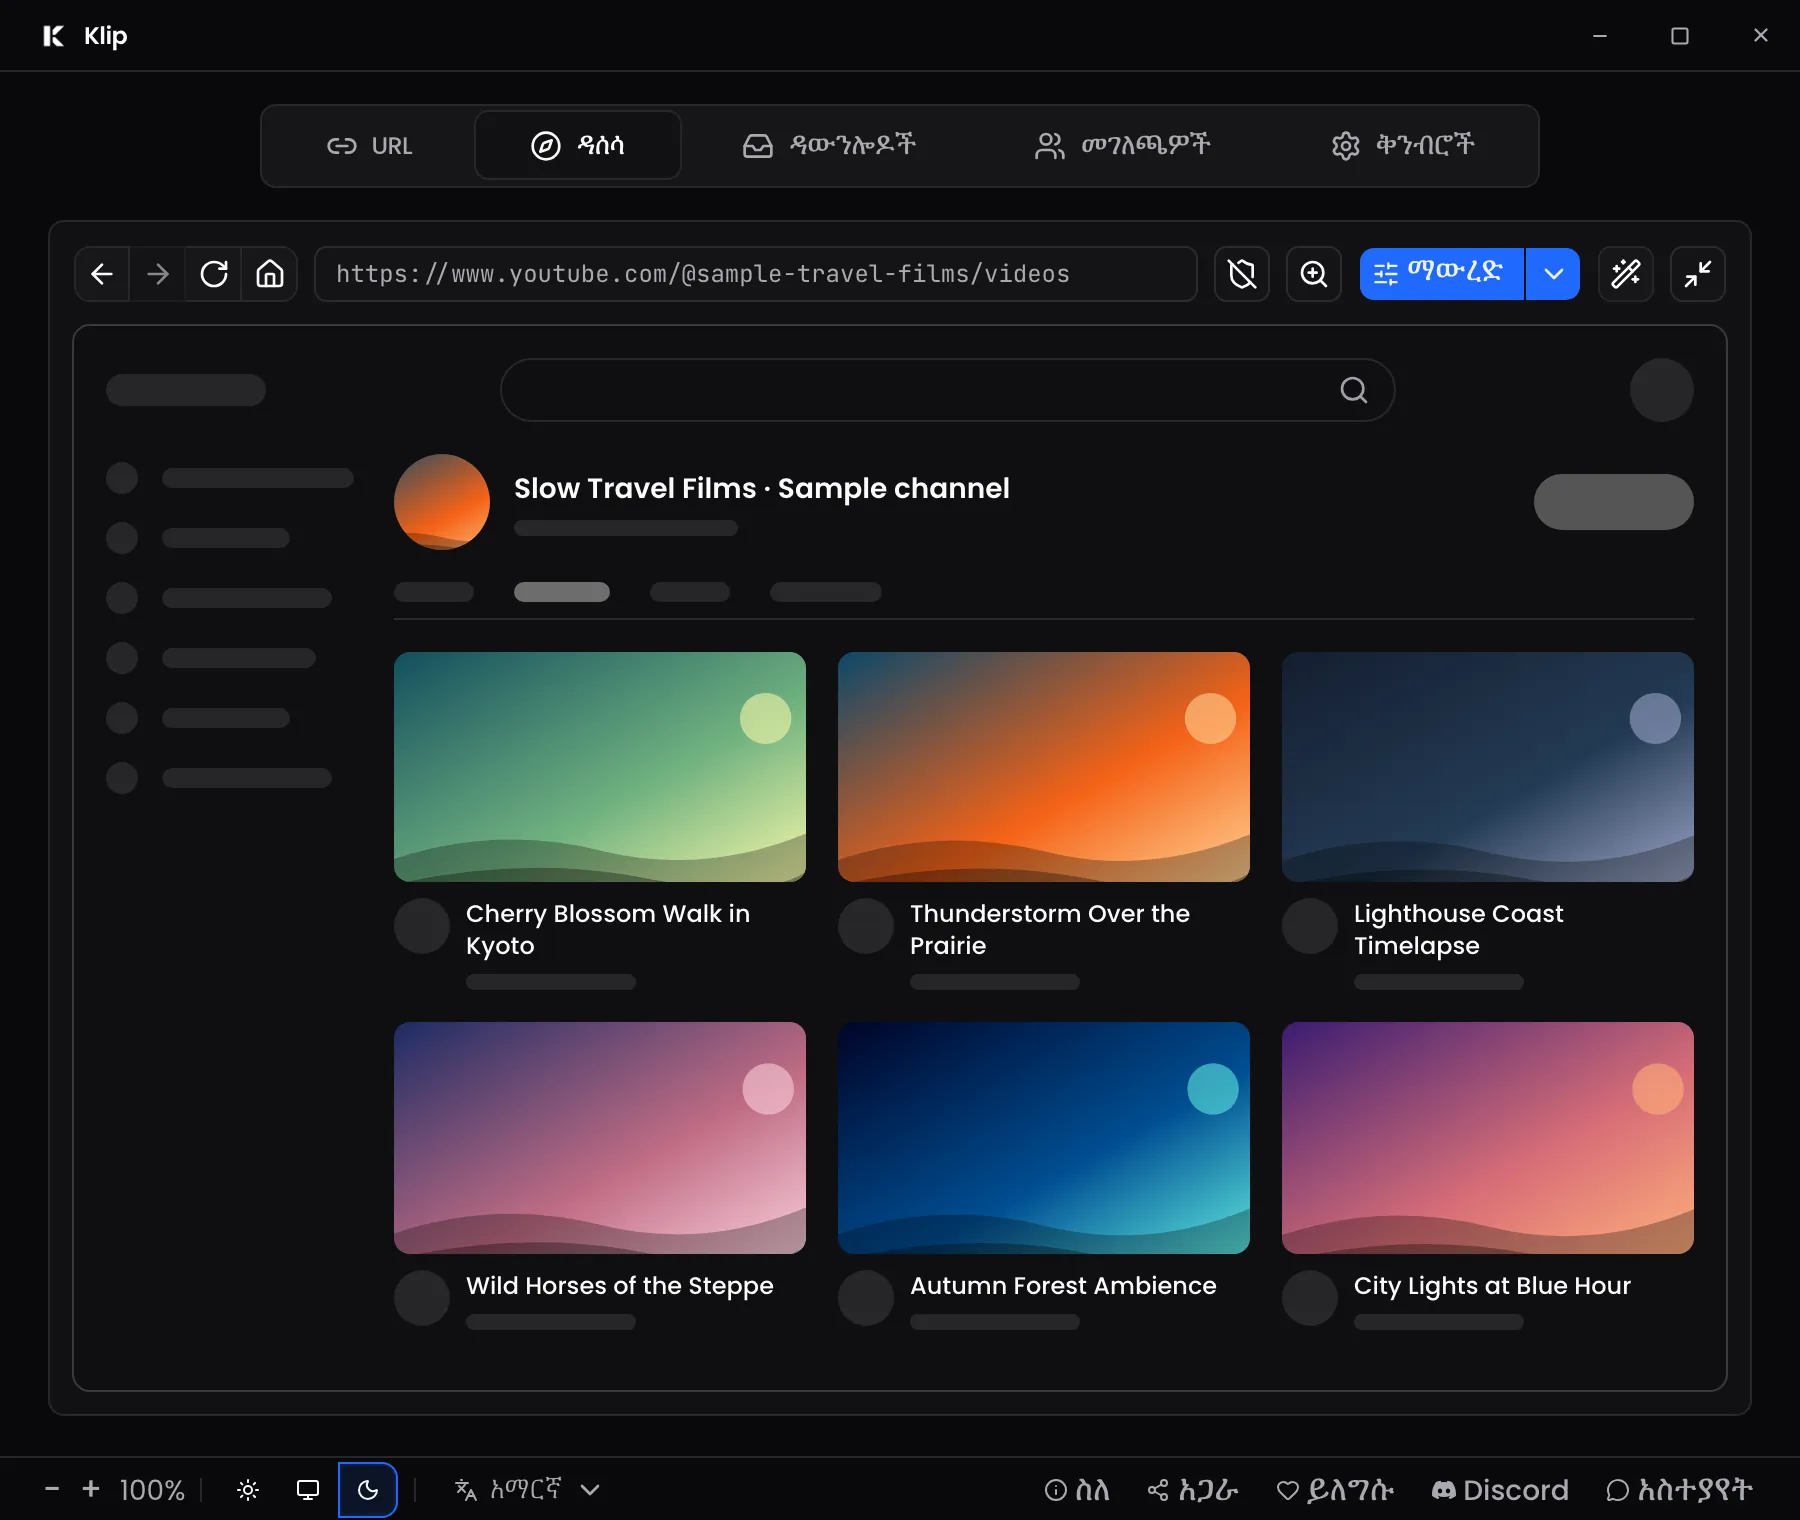 Klip
URL
ዳሰሳ
ዳውንሎዶች
መገለጫዎች
ቅንብሮች
https://www.youtube.com/@sample-travel-films/videos
ማውረድ
Slow Travel Films · Sample channel
Cherry Blossom Walk in
Kyoto
Thunderstorm Over the
Prairie
Lighthouse Coast
Timelapse
Wild Horses of the Steppe
Autumn Forest Ambience
City Lights at Blue Hour
100%
አማርኛ
ስለ
አጋራ
ይለግሱ
Discord
አስተያየት